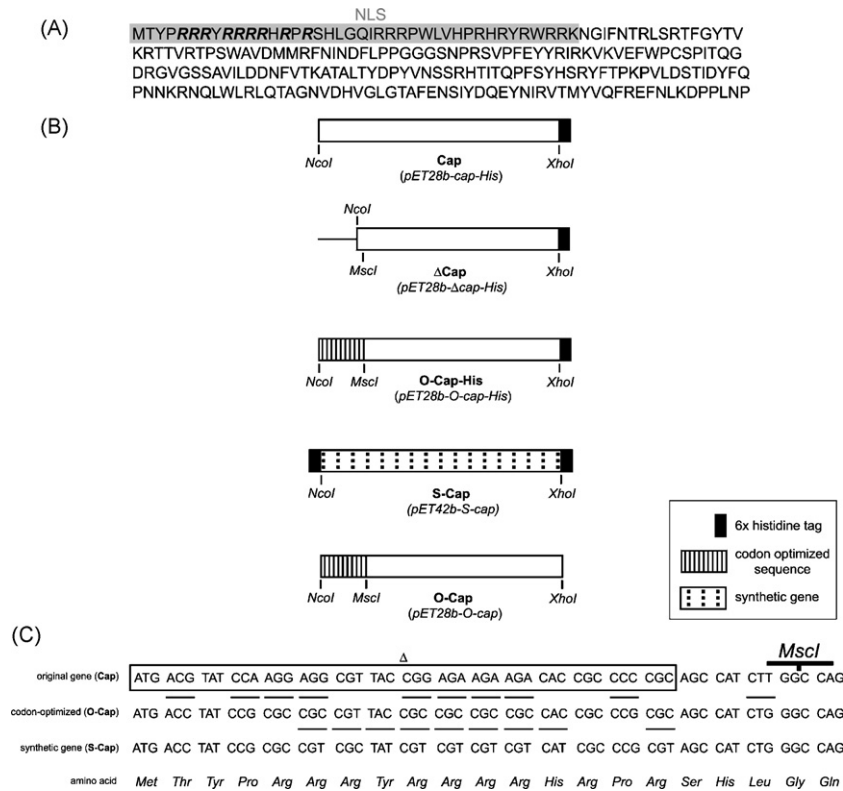 (A)
NLS
MTYPRRRYRRRRHRPRSHLGQIRRRPWLVHPRHRYRWRRKNGIFNTRLSRTFGYTV
KRTTVRTPSWAVDMMRFNINDFLPPGGGSNPRSVPFEYYRIRKVKVEFWPCSPITQG
DRGVGSSAVILDDNFVTKATALTYDPYVNSSRHTITQPFSYHSRYFTPKPVLDSTIDYFQ
PNNKRNQLWLRLQTAGNVDHVGLGTAFENSIYDQEYNIRVTMYVQFREFNLKDPPLNP
(B)
NcoI Cap XhoI
(pET28b-cap-His)
NcoI
MscI ΔCap XhoI
(pET28b-Δcap-His)
NcoI MscI O-Cap-His XhoI
(pET28b-O-cap-His)
NcoI S-Cap XhoI
(pET42b-S-cap)
NcoI MscI O-Cap XhoI
(pET28b-O-cap)
6x histidine tag
codon optimized
sequence
synthetic gene
(C)
Δ MscI
original gene (Cap) ATG ACG TAT CCA AGG AGG CGT TAC CGG AGA AGA AGA CAC CGC CCC CGC AGC CAT CTT GGC CAG
codon-optimized (O-Cap) ATG ACC TAT CCG CGC CGC CGT TAC CGC CGC CGC CGC CAC CGC CCG CGC AGC CAT CTG GGC CAG
synthetic gene (S-Cap) ATG ACC TAT CCG CGC CGT CGC TAT CGT CGT CGT CGT CAT CGC CCG CGT AGC CAT CTG GGC CAG
amino acid Met Thr Tyr Pro Arg Arg Arg Tyr Arg Arg Arg Arg His Arg Pro Arg Ser His Leu Gly Gln